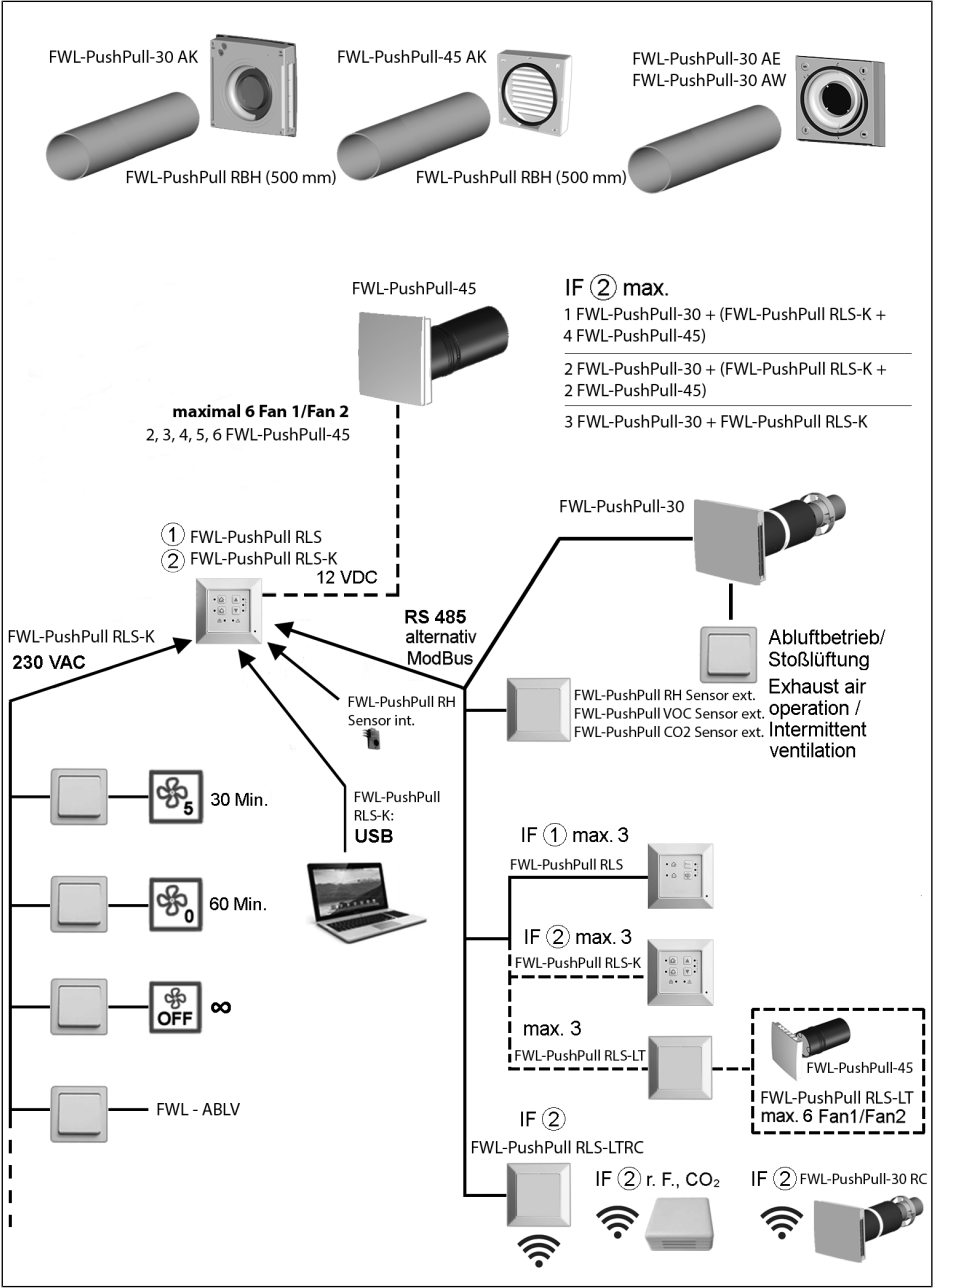 FWL-PushPull-30 AK
FWL-PushPull RBH (500 mm)
FWL-PushPull-45 AK
FWL-PushPull RBH (500 mm)
FWL-PushPull-30 AE
FWL-PushPull-30 AW
FWL-PushPull-45
maximal 6 Fan 1/Fan 2
2, 3, 4, 5, 6 FWL-PushPull-45
IF ② max.
1 FWL-PushPull-30 + (FWL-PushPull RLS-K +
4 FWL-PushPull-45)
2 FWL-PushPull-30 + (FWL-PushPull RLS-K +
2 FWL-PushPull-45)
3 FWL-PushPull-30 + FWL-PushPull RLS-K
FWL-PushPull-30
① FWL-PushPull RLS
② FWL-PushPull RLS-K
12 VDC
FWL-PushPull RLS-K
230 VAC
RS 485
alternativ
ModBus
Abluftbetrieb/
Stoßlüftung
Exhaust air
operation /
Intermittent
ventilation
FWL-PushPull RH
Sensor int.
FWL-PushPull RH Sensor ext.
FWL-PushPull VOC Sensor ext.
FWL-PushPull CO2 Sensor ext.
5
30 Min.
FWL-PushPull
RLS-K:
USB
0
60 Min.
OFF
∞
FWL - ABLV
IF ① max. 3
FWL-PushPull RLS
IF ② max. 3
FWL-PushPull RLS-K
max. 3
FWL-PushPull RLS-LT
FWL-PushPull-45
FWL-PushPull RLS-LT
max. 6 Fan1/Fan2
IF ②
FWL-PushPull RLS-LTRC
IF ② r. F., CO₂
IF ② FWL-PushPull-30 RC